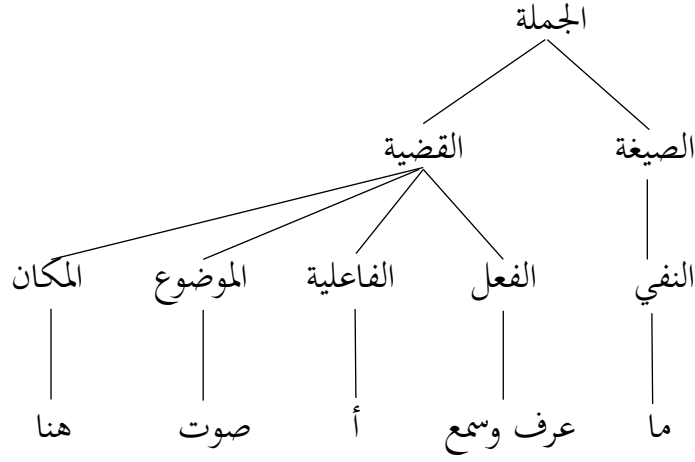 الجملة
الصيغة القضية
النفي الفعل الفاعلية الموضوع المكان
ما عرف وسمع أ صوت هنا